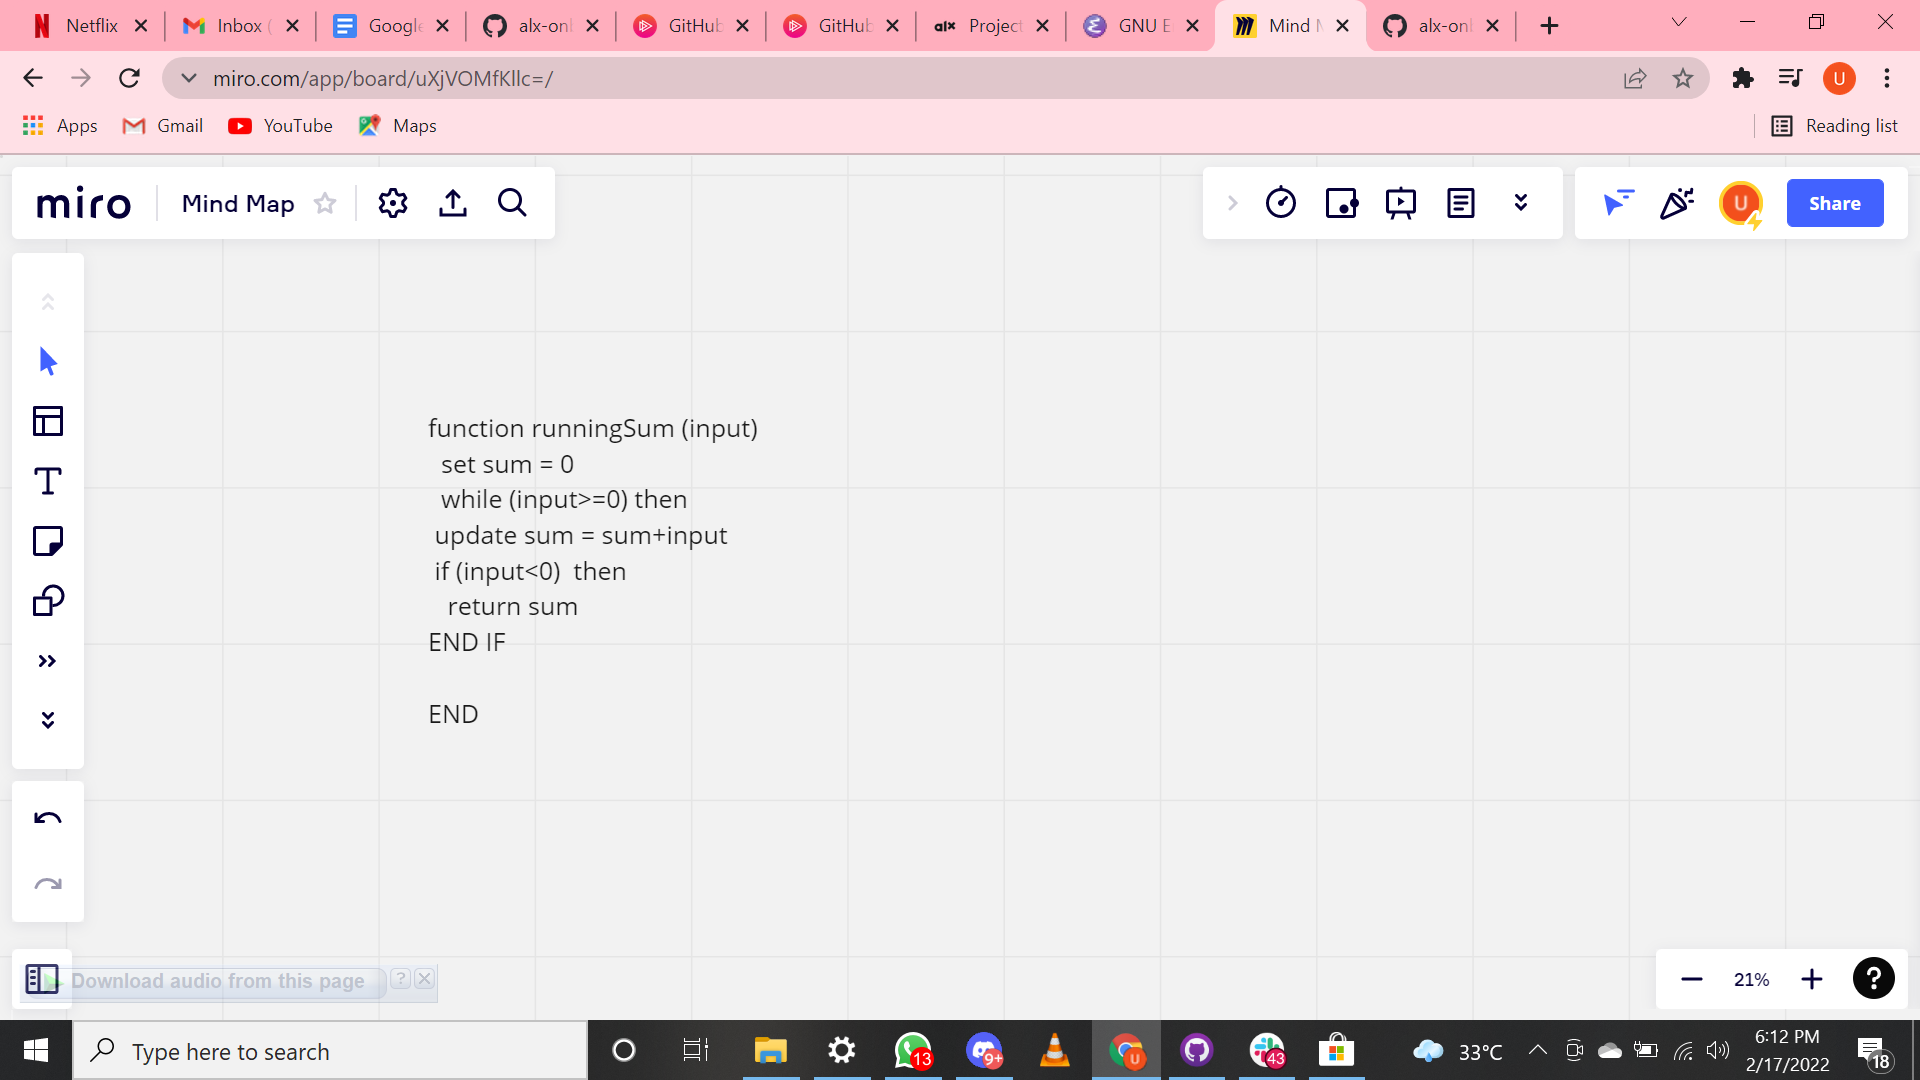 Netflix
Inbox (
Google
alx-onl
GitHub
GitHub
alx Project
GNU E
Mind M
alx-onl
miro.com/app/board/uXjVOMfKllc=/
U
Apps
Gmail
YouTube
Maps
Reading list
miro
Mind Map
U
Share
function runningSum (input)
set sum = 0
while (input>=0) then
update sum = sum+input
if (input<0) then
return sum
END IF
END
Download audio from this page
?
21%
?
Type here to search
13
9+
U
43
33°C
6:12 PM
2/17/2022
18